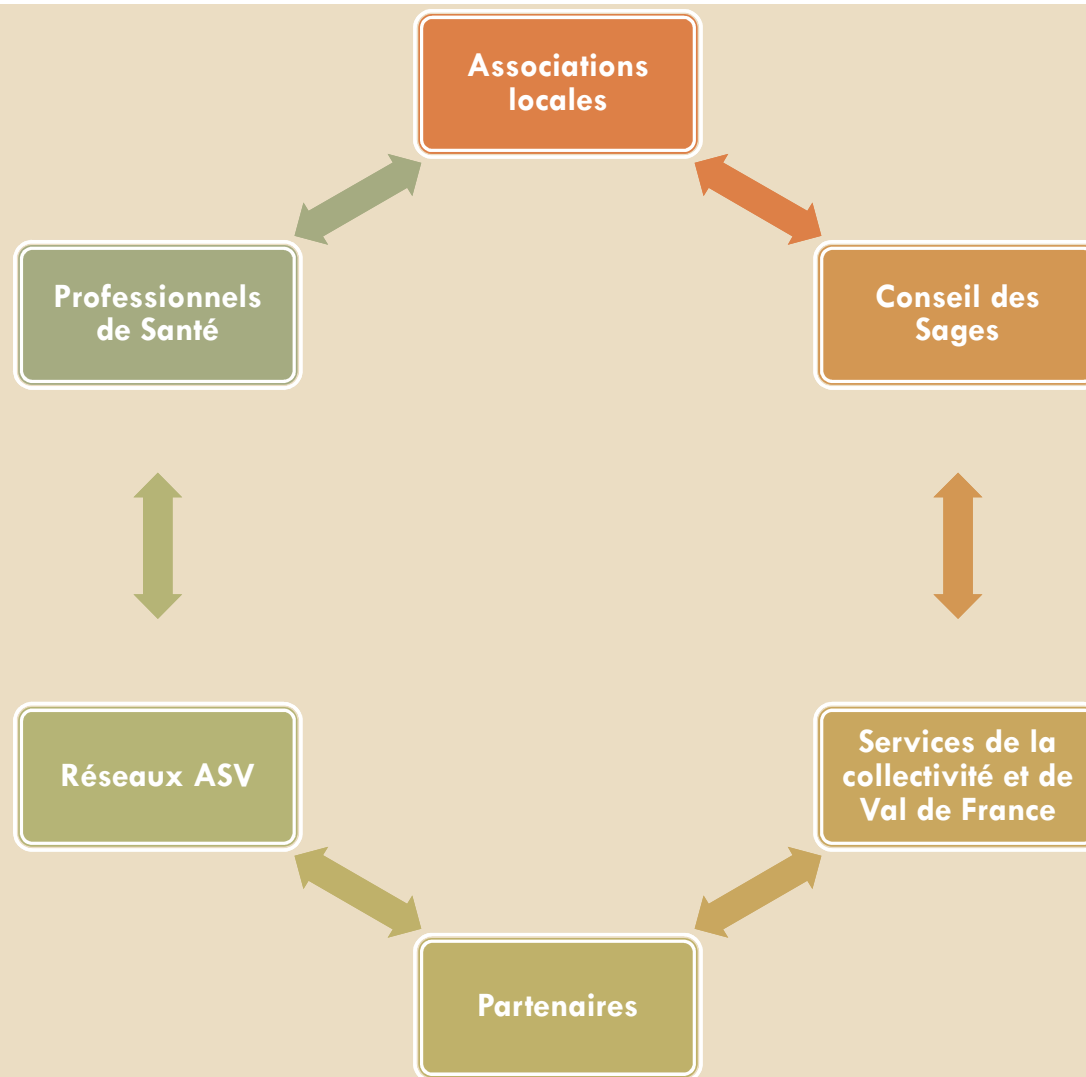 Associations
locales
Professionnels
de Santé
Conseil des
Sages
Réseaux ASV
Services de la
collectivité et de
Val de France
Partenaires